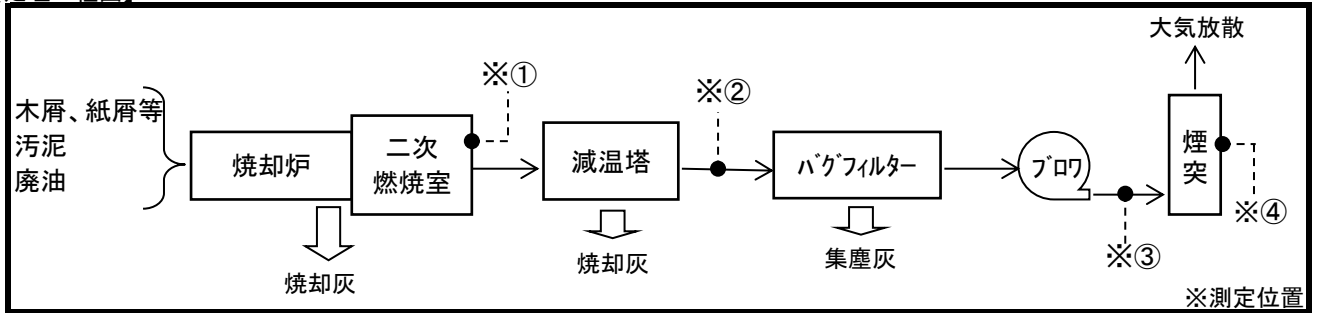 大気放散
※①
※②
木屑、紙屑等
汚泥
廃油
焼却炉
二次
燃焼室
減温塔
ﾊﾞｸﾞﾌｨﾙﾀｰ
ﾌﾞﾛﾜ
煙
突
※④
※③
焼却灰
焼却灰
集塵灰
※測定位置